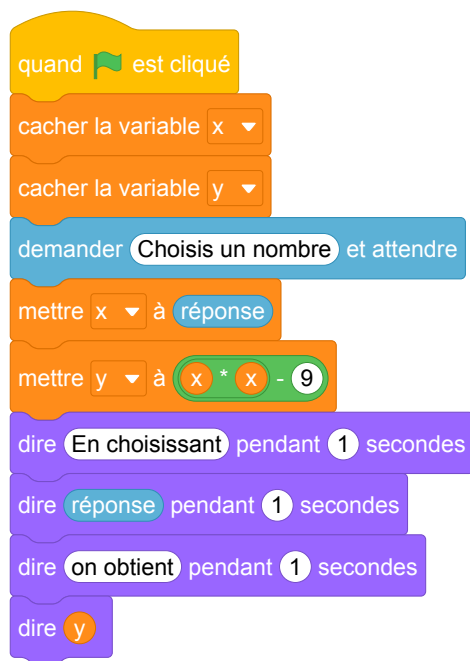 quand est cliqué
cacher la variable x
cacher la variable y
demander Choisis un nombre et attendre
mettre x à réponse
mettre y à x * x - 9
dire En choisissant pendant 1 secondes
dire réponse pendant 1 secondes
dire on obtient pendant 1 secondes
dire y